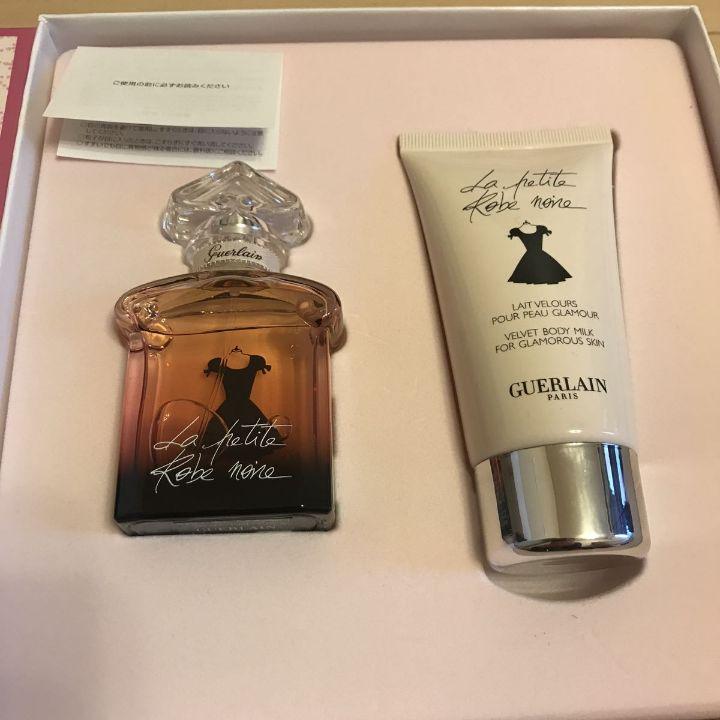 ご使用の前に必ずお読みください
Guerlain
La petite
Robe noire
GUERLAIN
La petite
Robe noire
LAIT VELOURS
POUR PEAU GLAMOUR
VELVET BODY MILK
FOR GLAMOROUS SKIN
GUERLAIN
PARIS